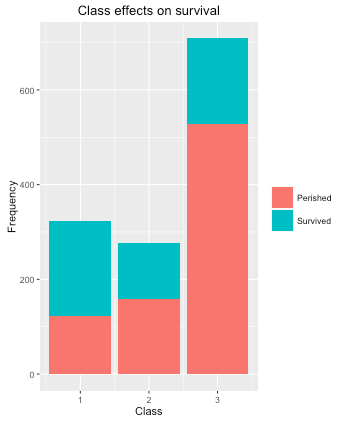 Class effects on survival
Frequency
600
400
200
0
1 2 3
Class
Perished
Survived